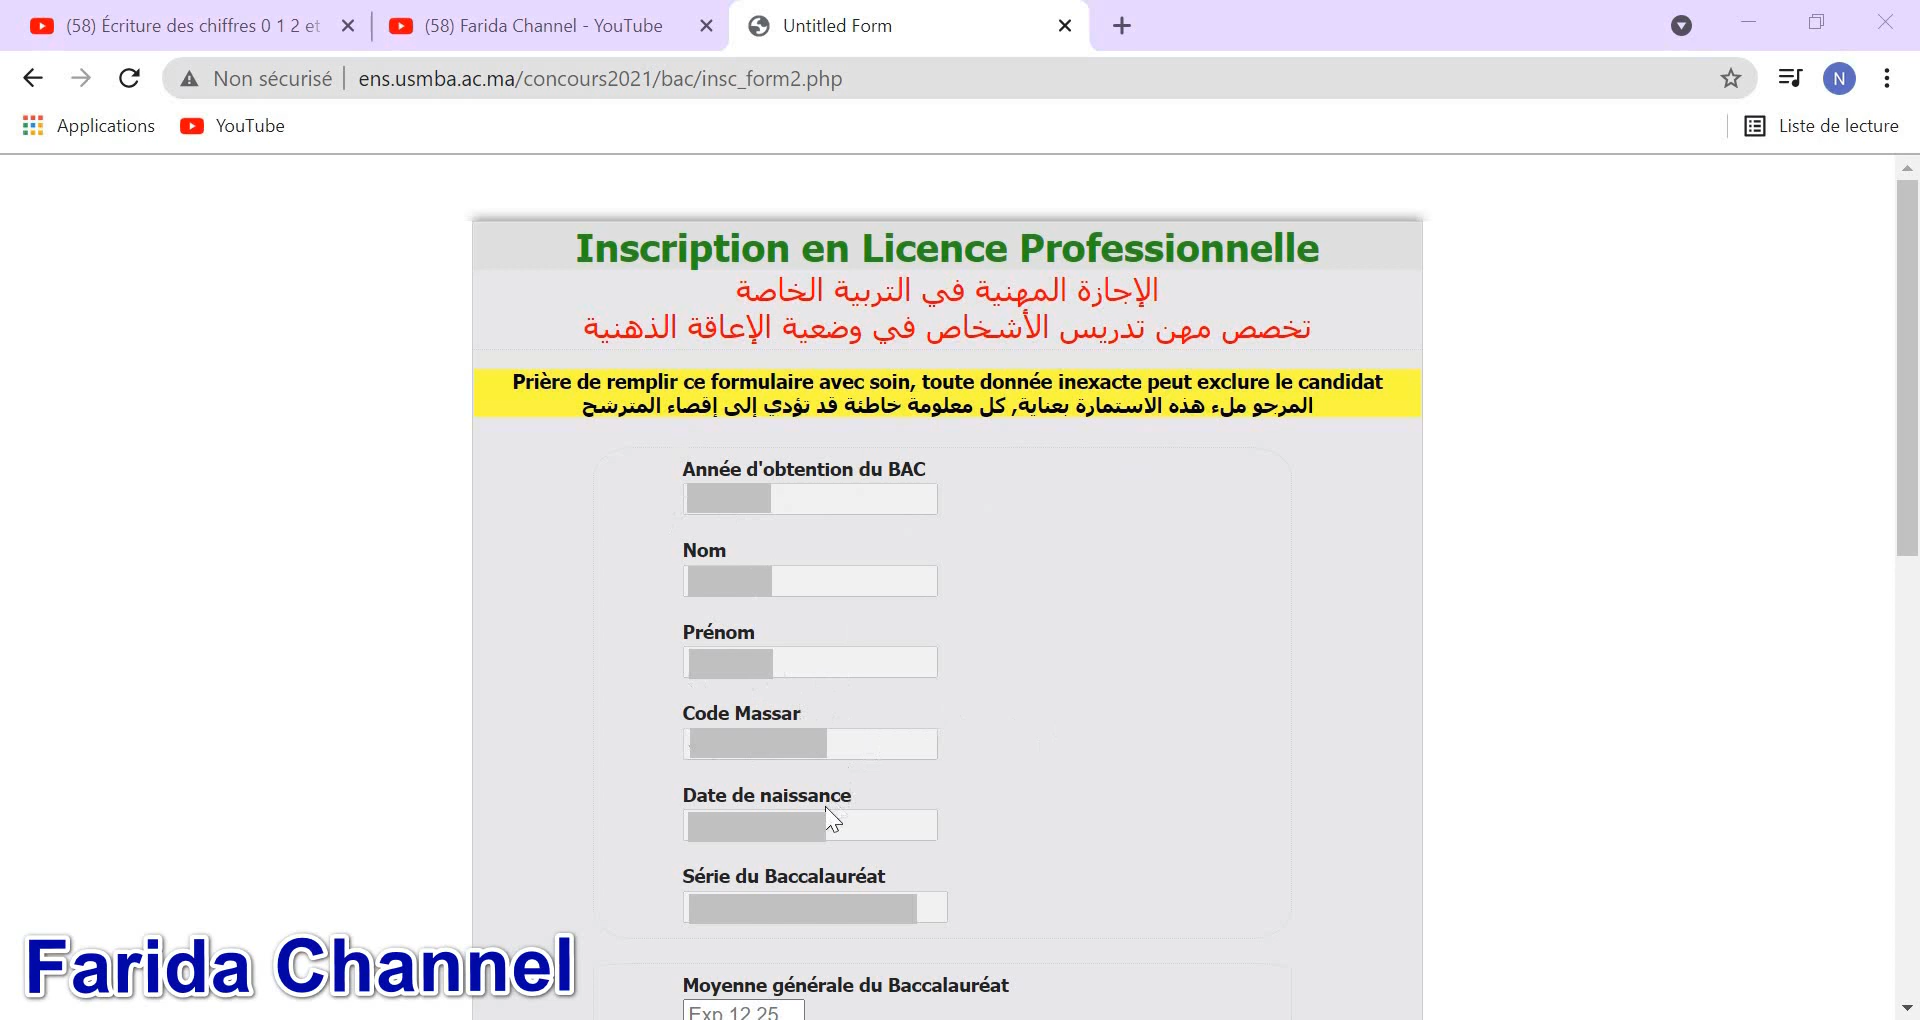 (58) Écriture des chiffres 0 1 2 et
(58) Farida Channel - YouTube
Untitled Form
Non sécurisé
ens.usmba.ac.ma/concours2021/bac/insc_form2.php
N
Applications
YouTube
Liste de lecture
Inscription en Licence Professionnelle
الإجازة المهنية في التربية الخاصة
تخصص مهن تدريس الأشخاص في وضعية الإعاقة الذهنية
Prière de remplir ce formulaire avec soin, toute donnée inexacte peut exclure le candidat
المرجو ملء هذه الاستمارة بعناية, كل معلومة خاطئة قد تؤدي إلى إقصاء المترشح
Année d'obtention du BAC
Nom
Prénom
Code Massar
Date de naissance
Série du Baccalauréat
Moyenne générale du Baccalauréat
Exp 12.25
Farida Channel